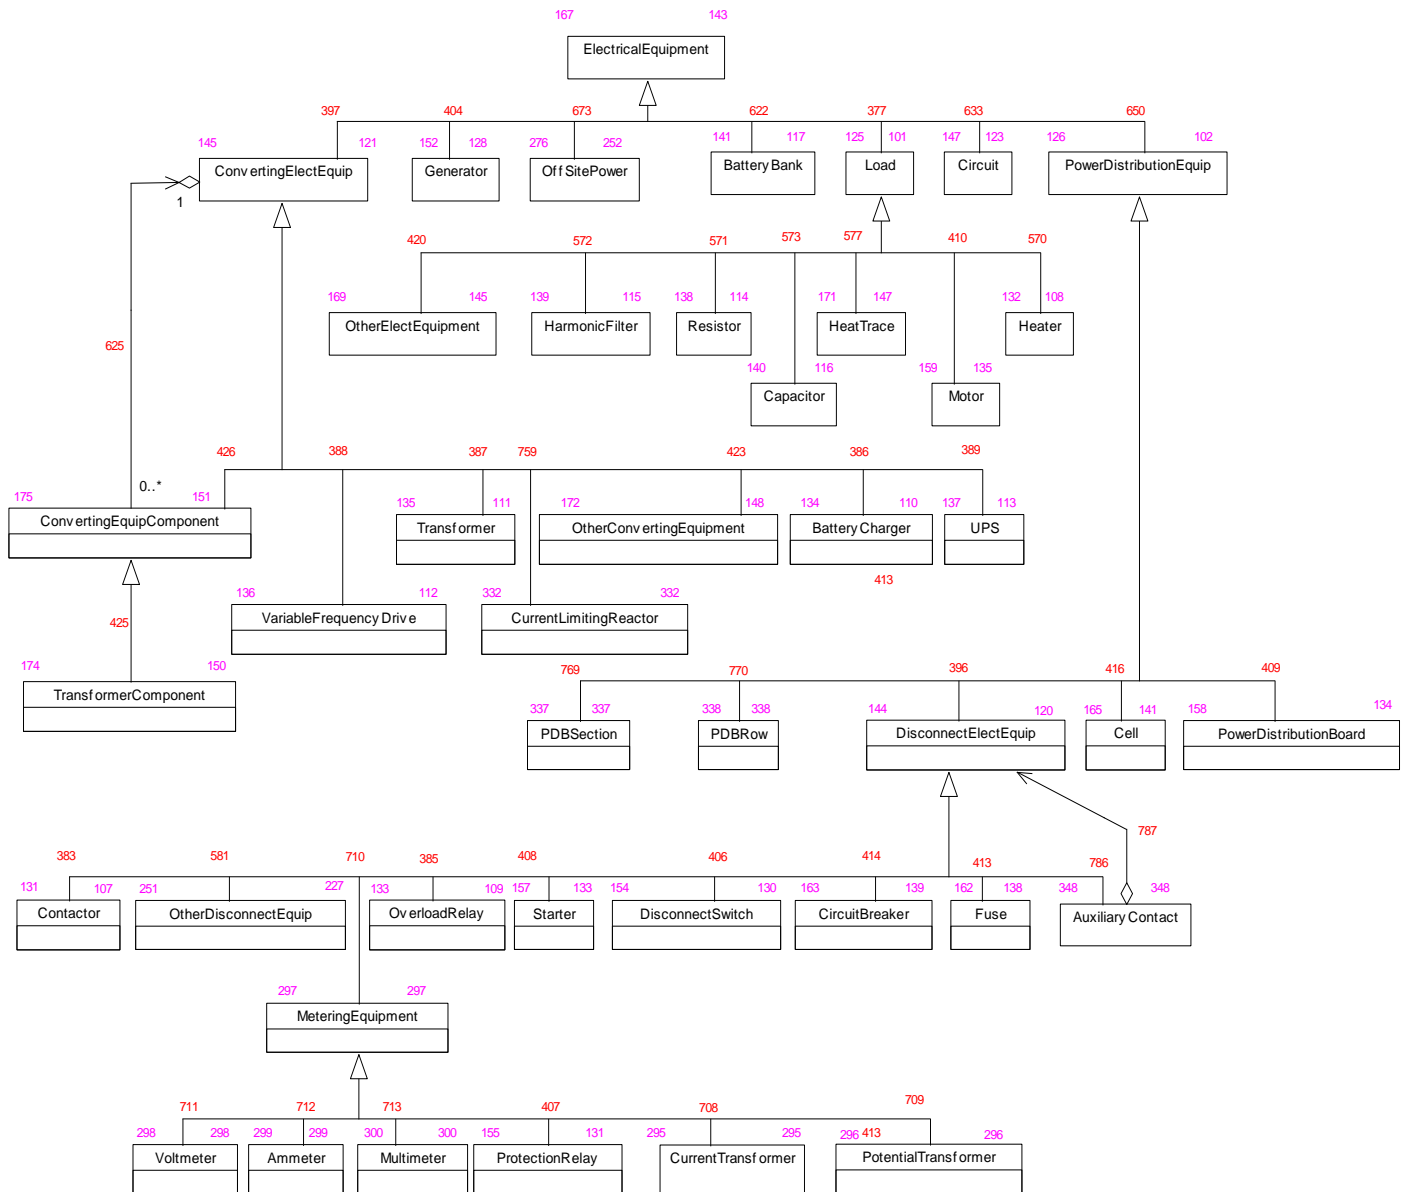 167 143
ElectricalEquipment
397 404 673 622 377 633 650
145 121 152 128 276 252 141 117 125 101 147 123 126 102
ConvertingElectEquip Generator OffSitePower Battery Bank Load Circuit PowerDistributionEquip
1
420 572 571 573 577 410 570
169 145 139 115 138 114 171 147 132 108
OtherElectEquipment HarmonicFilter Resistor HeatTrace Heater
625
140 116 159 135
Capacitor Motor
426 388 387 759 423 386 389
0..*
175 151 135 111 172 148 134 110 137 113
ConvertingEquipComponent Transformer OtherConvertingEquipment Battery Charger UPS
413
136 112 332 332
VariableFrequency Drive CurrentLimitingReactor
425
174 150
TransformerComponent
769 770 396 416 409
337 337 338 338 144 120 165 141 158 134
PDBSection PDBRow DisconnectElectEquip Cell PowerDistributionBoard
787
383 581 710 385 408 406 414 413 786
131 107 251 227 133 109 157 133 154 130 163 139 162 138 348 348
Contactor OtherDisconnectEquip OverloadRelay Starter DisconnectSwitch CircuitBreaker Fuse Auxiliary Contact
297 297
MeteringEquipment
711 712 713 407 708 709
298 298 299 299 300 300 155 131 295 295 296 413 296
Voltmeter Ammeter Multimeter ProtectionRelay CurrentTransformer PotentialTransformer